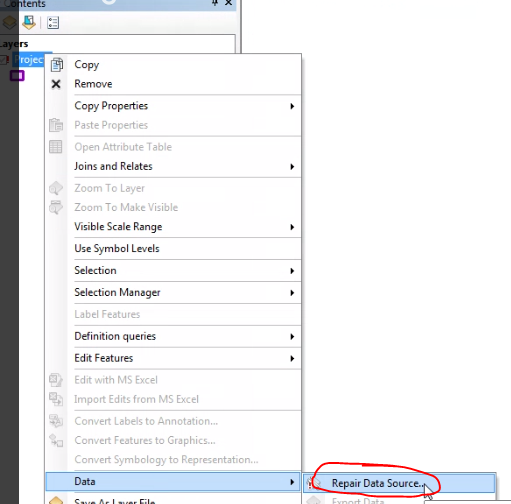 Contents
Layers
Projec
Copy
Remove
Copy Properties
Paste Properties
Open Attribute Table
Joins and Relates
Zoom To Layer
Zoom To Make Visible
Visible Scale Range
Use Symbol Levels
Selection
Selection Manager
Label Features
Definition queries
Edit Features
Edit with MS Excel
Import Edits from MS Excel
Convert Labels to Annotation...
Convert Features to Graphics...
Convert Symbology to Representation...
Data
Repair Data Source...
Save As Layer File
Export Data